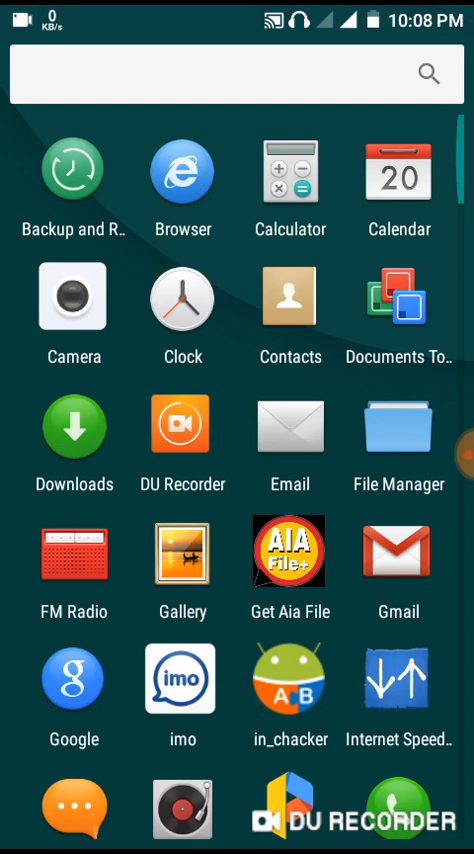 0
KB/s
10:08 PM
Backup and R..
Browser
Calculator
20
Calendar
Camera
Clock
Contacts
Documents To..
Downloads
DU Recorder
Email
File Manager
AIA
File+
FM Radio
Gallery
Get Aia File
Gmail
g
imo
A B
Google
imo
in_chacker
Internet Speed..
DU RECORDER